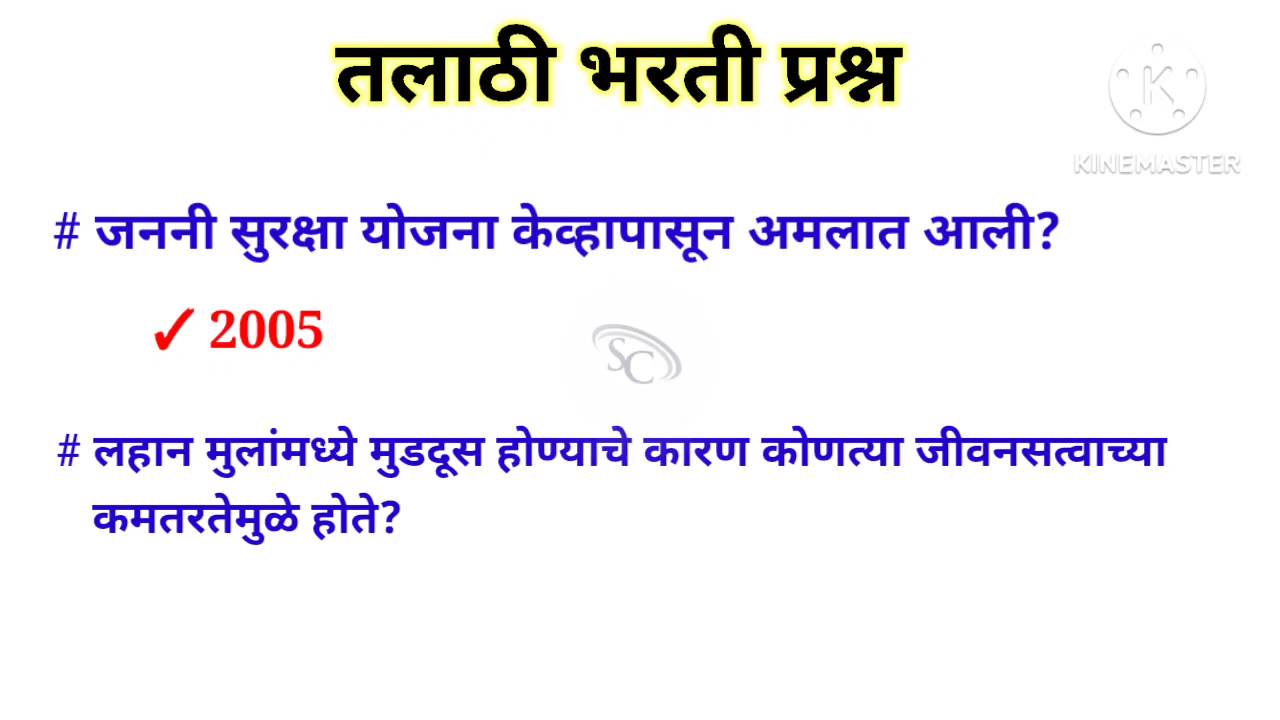 तलाठी भरती प्रश्न
K
KINEMASTER
# जननी सुरक्षा योजना केव्हापासून अमलात आली?
✓ 2005
SC
# लहान मुलांमध्ये मुडदूस होण्याचे कारण कोणत्या जीवनसत्वाच्या
कमतरतेमुळे होते?